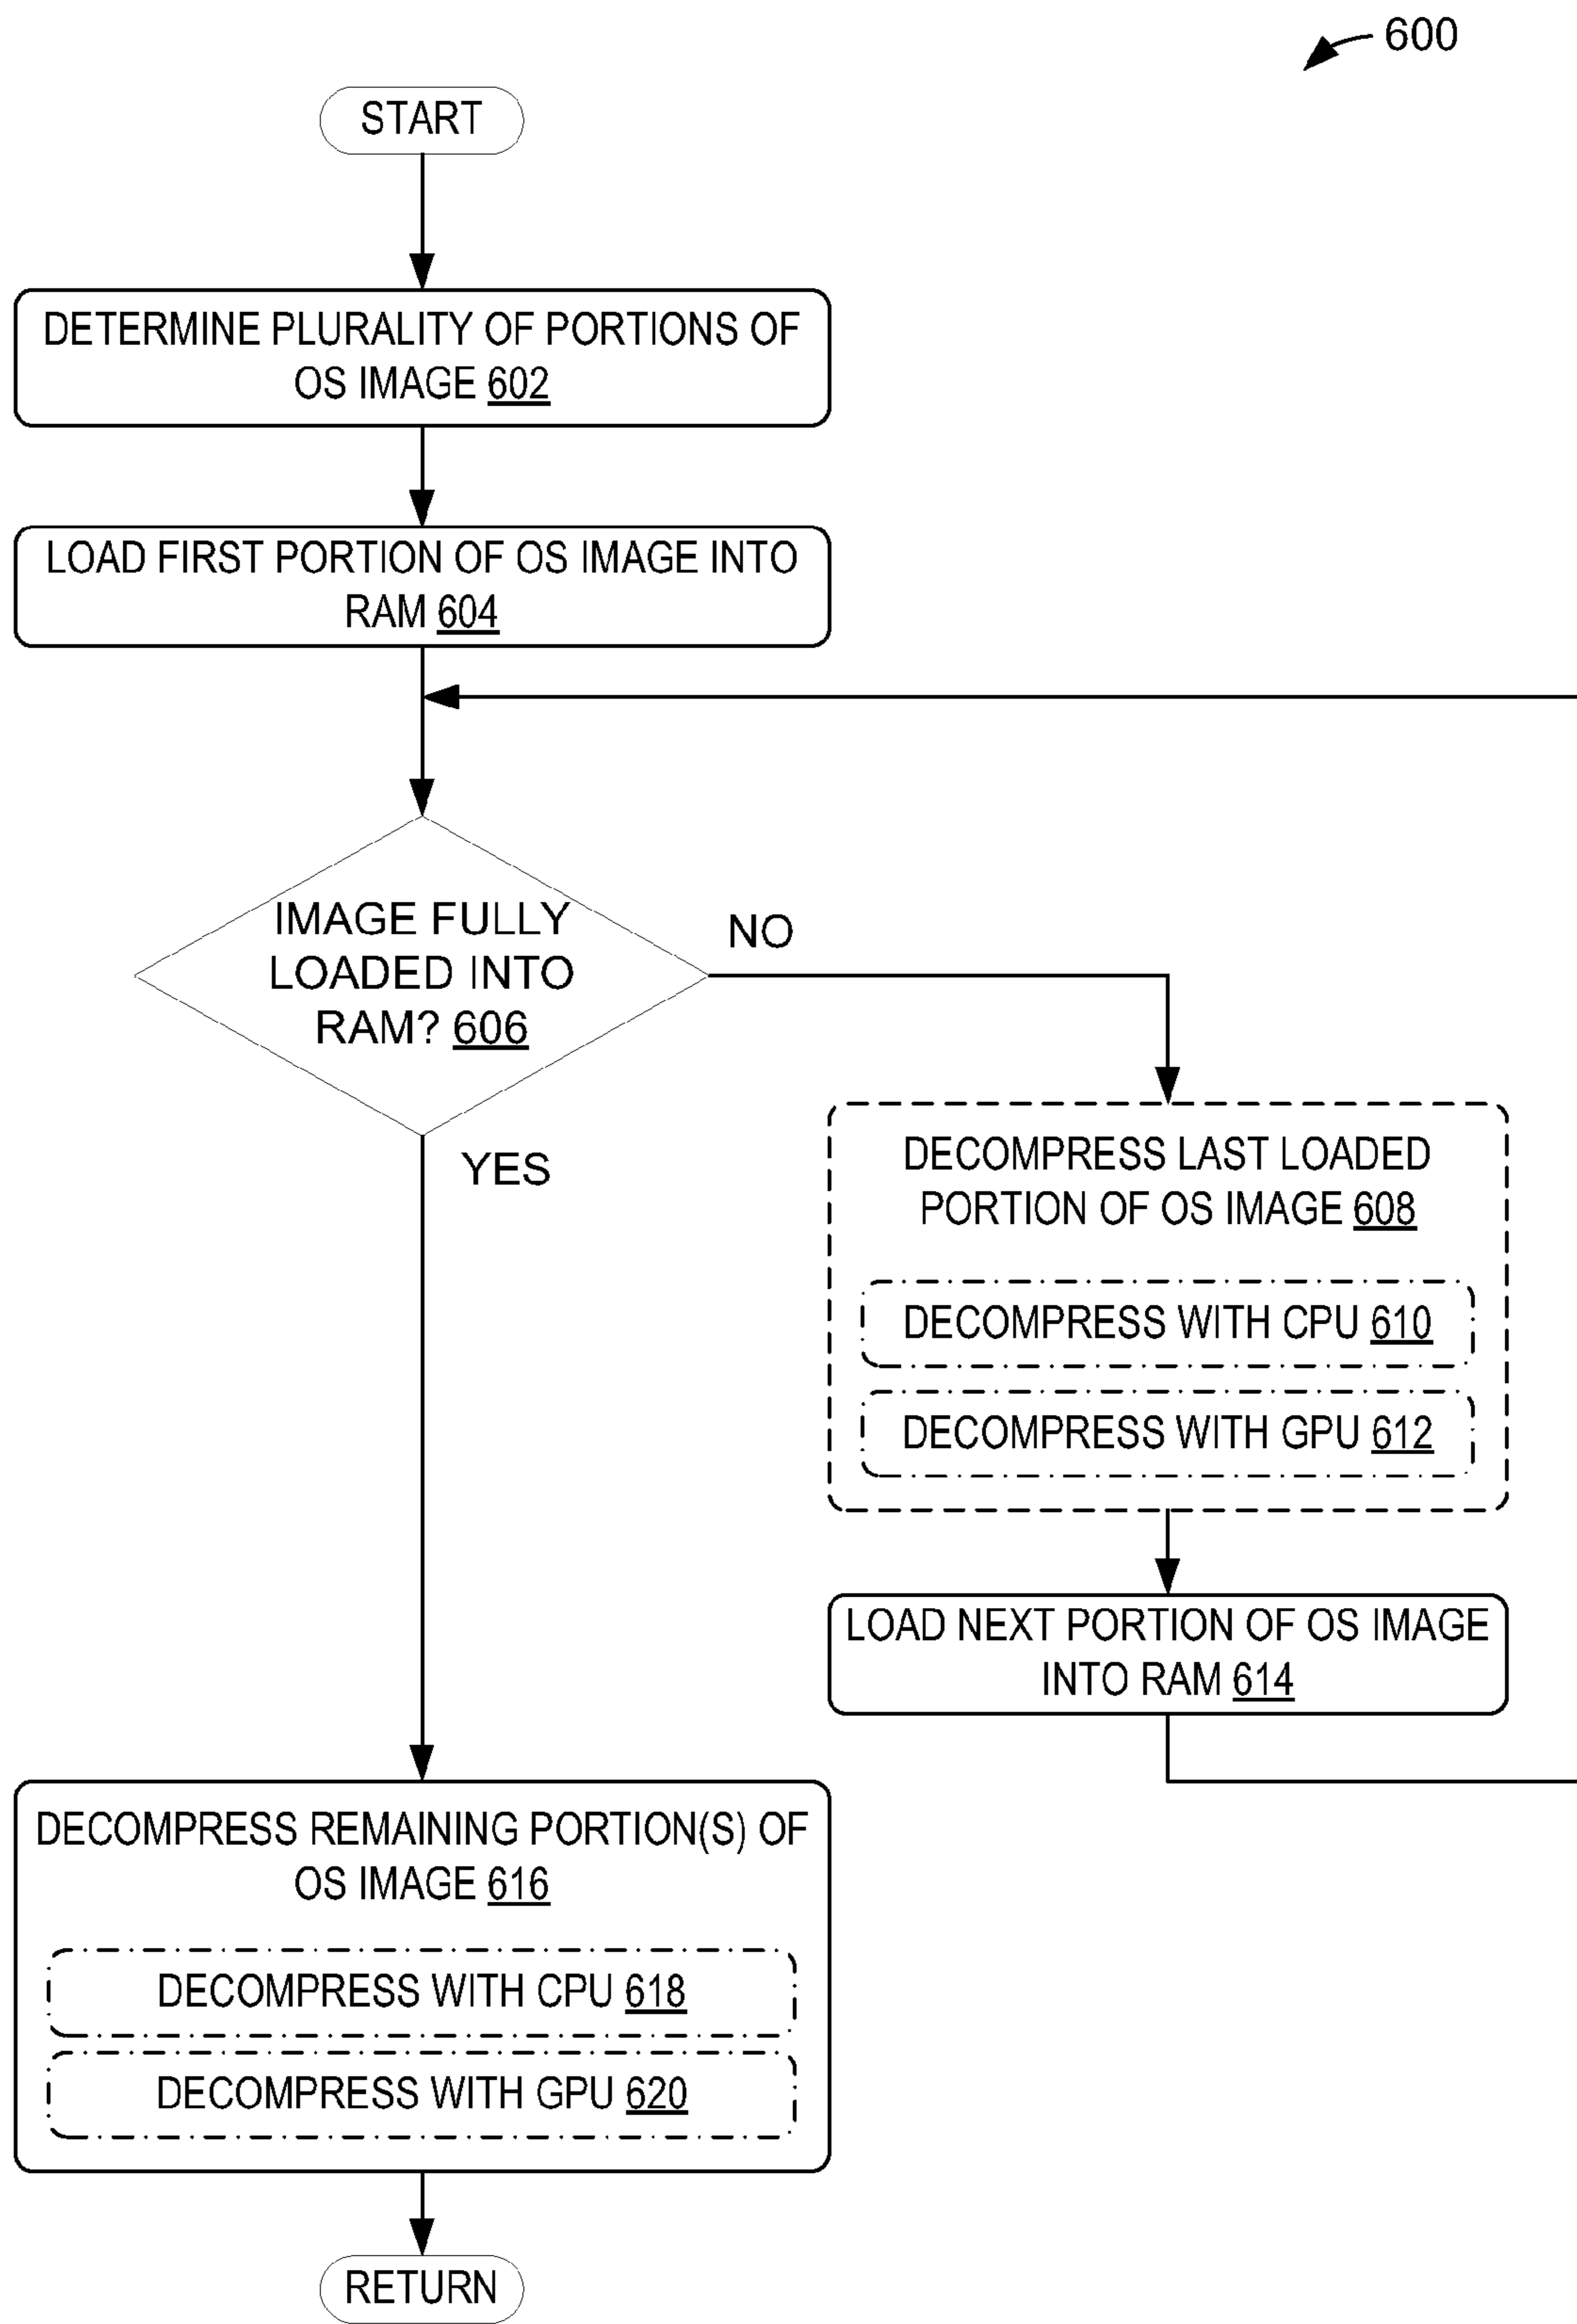 600
START
DETERMINE PLURALITY OF PORTIONS OF
OS IMAGE 602
LOAD FIRST PORTION OF OS IMAGE INTO
RAM 604
IMAGE FULLY
LOADED INTO
RAM? 606
NO
YES
DECOMPRESS LAST LOADED
PORTION OF OS IMAGE 608
DECOMPRESS WITH CPU 610
DECOMPRESS WITH GPU 612
LOAD NEXT PORTION OF OS IMAGE
INTO RAM 614
DECOMPRESS REMAINING PORTION(S) OF
OS IMAGE 616
DECOMPRESS WITH CPU 618
DECOMPRESS WITH GPU 620
RETURN